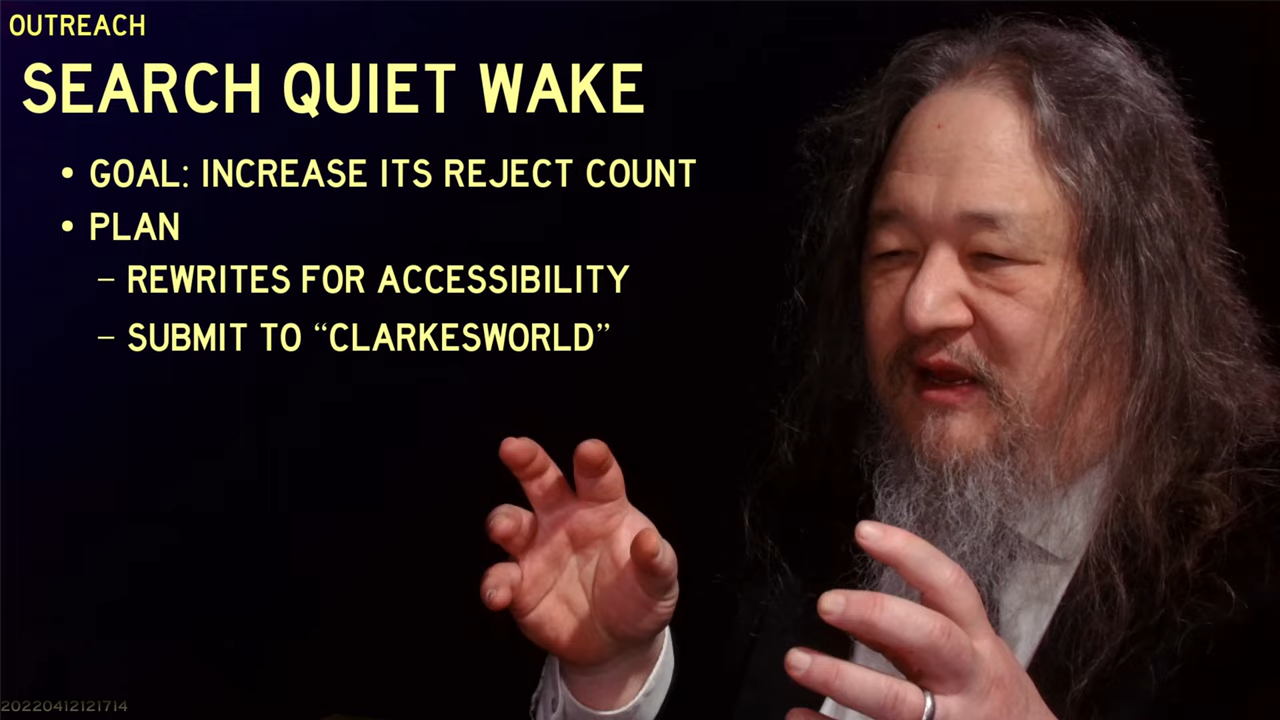 OUTREACH
SEARCH QUIET WAKE
• GOAL: INCREASE ITS REJECT COUNT
• PLAN
– REWRITES FOR ACCESSIBILITY
– SUBMIT TO “CLARKESWORLD”
20220412121714